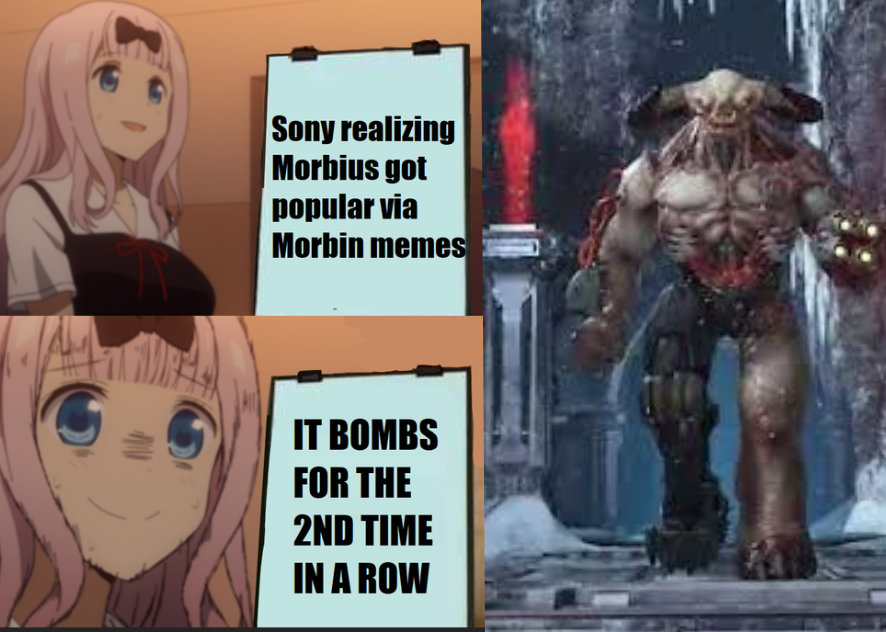 Sony realizing
Morbius got
popular via
Morbin memes
IT BOMBS
FOR THE
2ND TIME
IN A ROW